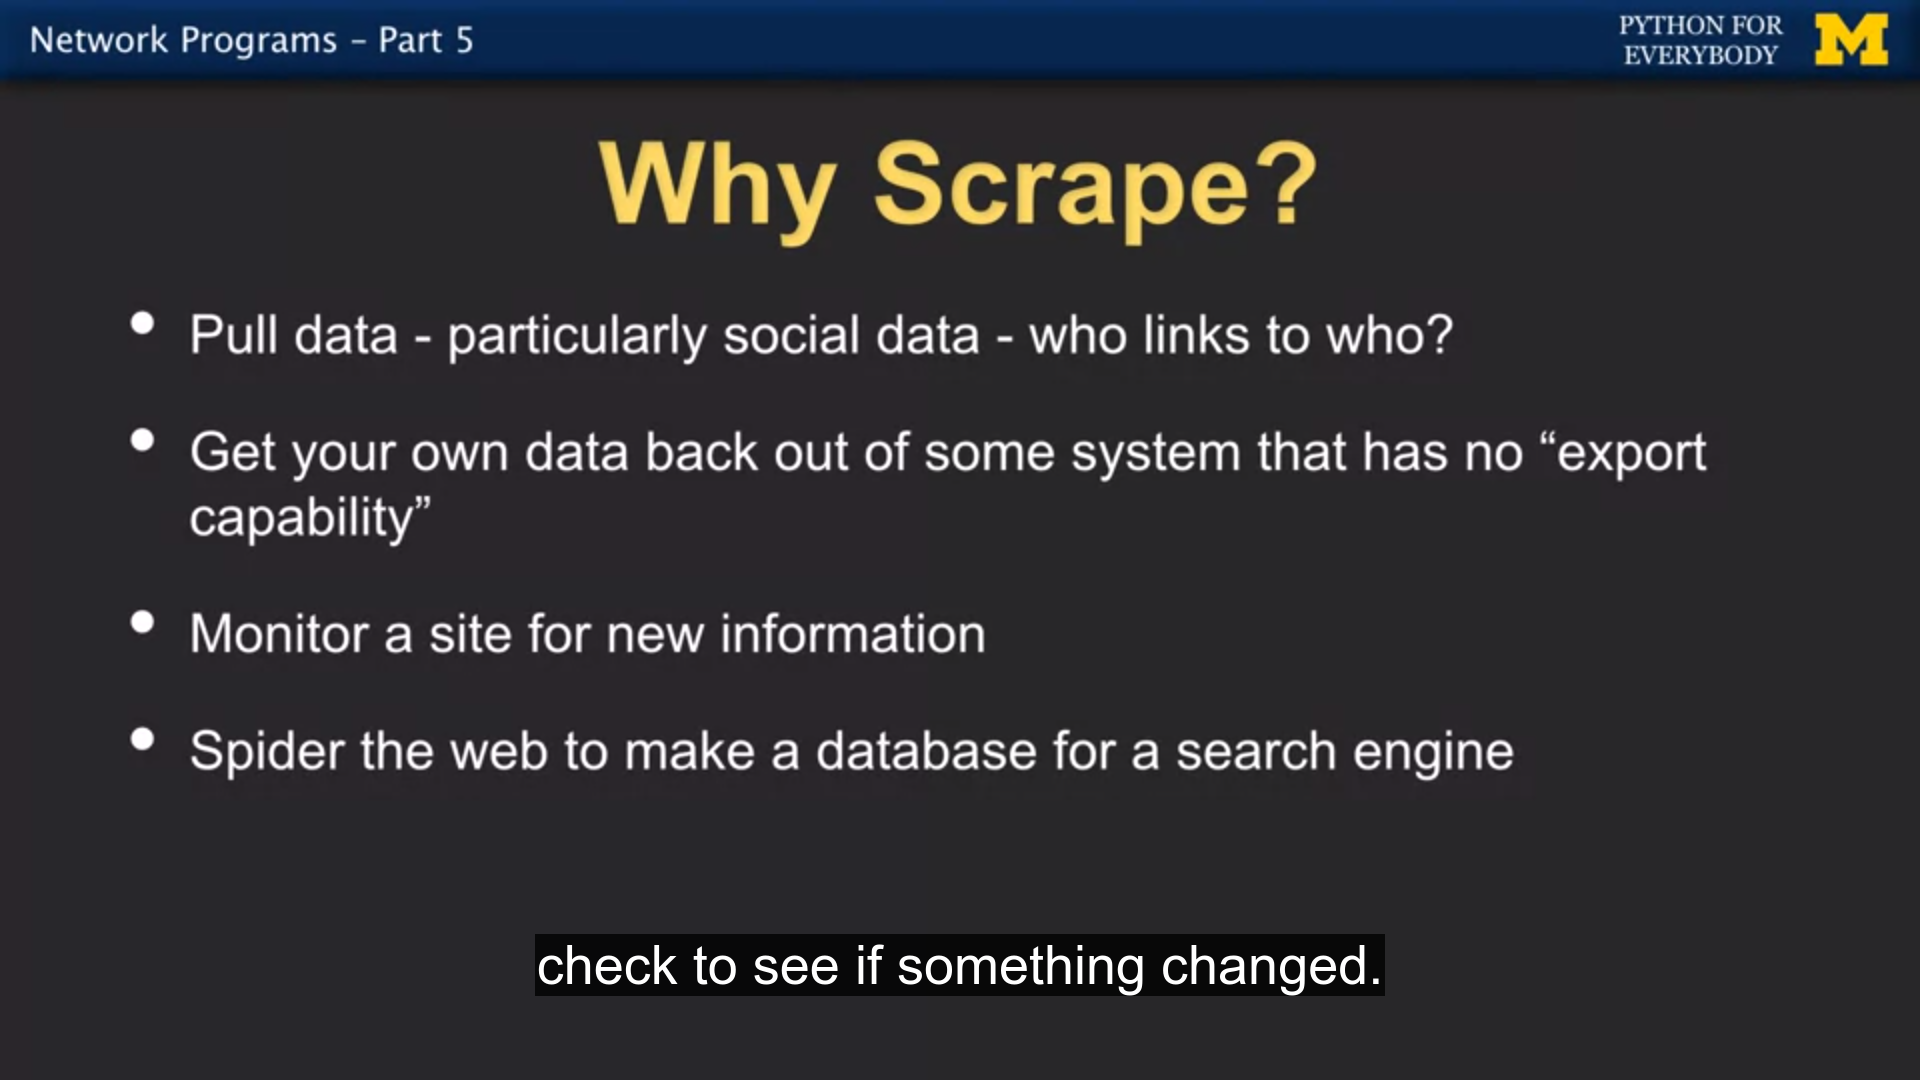 Network Programs – Part 5
PYTHON FOR
EVERYBODY
M
Why Scrape?
• Pull data - particularly social data - who links to who?
• Get your own data back out of some system that has no “export
capability”
• Monitor a site for new information
• Spider the web to make a database for a search engine
check to see if something changed.